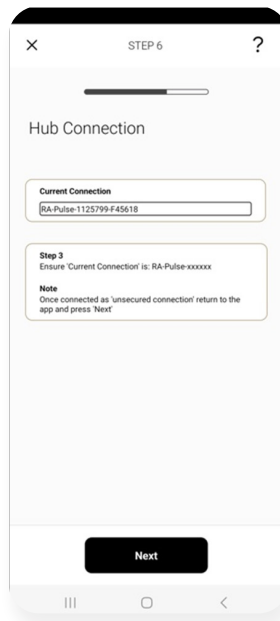 STEP 6
?
Hub Connection
Current Connection
RA-Pulse-1125799-F45618
Step 3
Ensure 'Current Connection' is: RA-Pulse-xxxxxx
Note
Once connected as 'unsecured connection' return to the
app and press 'Next'
Next